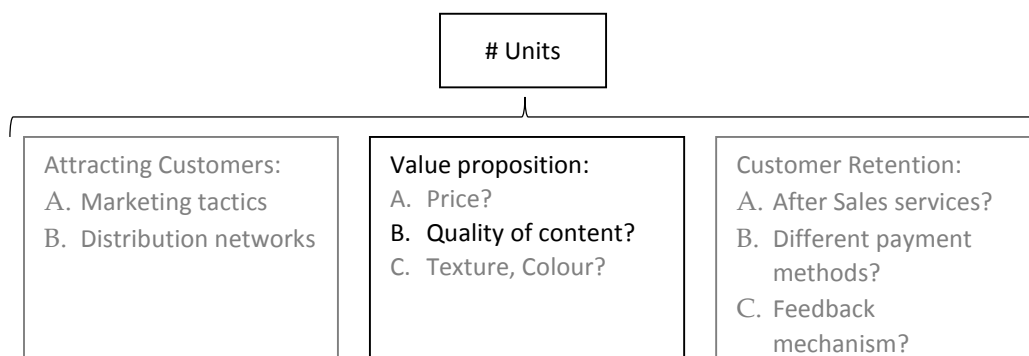 # Units
Attracting Customers:
A. Marketing tactics
B. Distribution networks
Value proposition:
A. Price?
B. Quality of content?
C. Texture, Colour?
Customer Retention:
A. After Sales services?
B. Different payment
methods?
C. Feedback
mechanism?